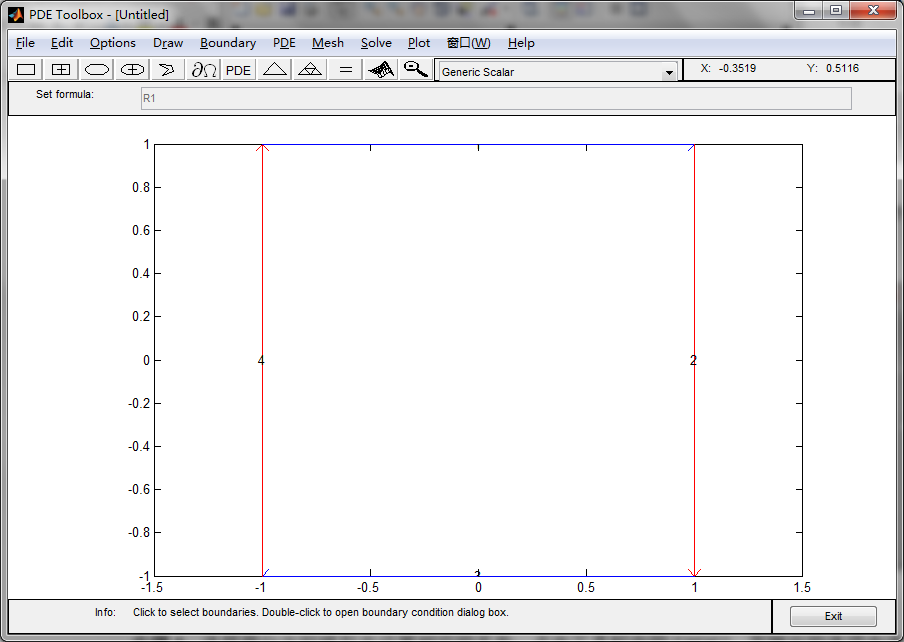 PDE Toolbox - [Untitled]
File Edit Options Draw Boundary PDE Mesh Solve Plot 窗口(W) Help
∂Ω PDE = Generic Scalar X: -0.3519 Y: 0.5116
Set formula: R1
1
0.8
0.6
0.4
0.2
0
4
2
-0.2
-0.4
-0.6
-0.8
-1
-1.5 -1 -0.5 0 0.5 1 1.5
Info: Click to select boundaries. Double-click to open boundary condition dialog box.
Exit